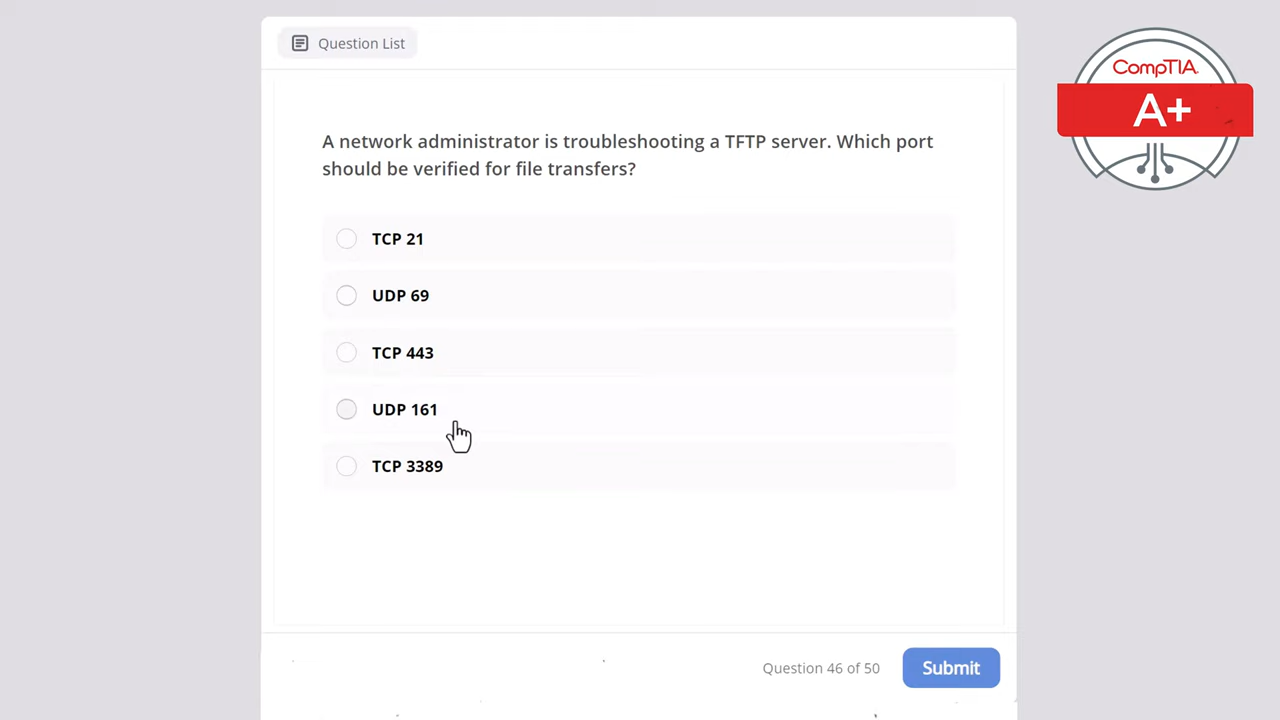 Question List
CompTIA.
A+
A network administrator is troubleshooting a TFTP server. Which port
should be verified for file transfers?
TCP 21
UDP 69
TCP 443
UDP 161
TCP 3389
Question 46 of 50
Submit